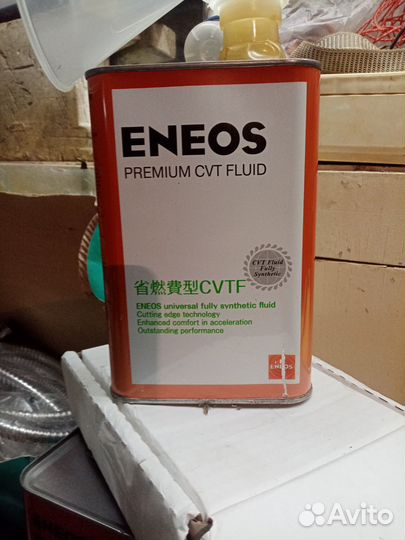 ENEOS
PREMIUM CVT FLUID
CVT Fluid
Fully
Synthetic
省燃費型CVTF
ENEOS universal fully synthetic fluid
Cutting edge technology
Enhanced comfort in acceleration
Outstanding performance
ENEOS
Avito